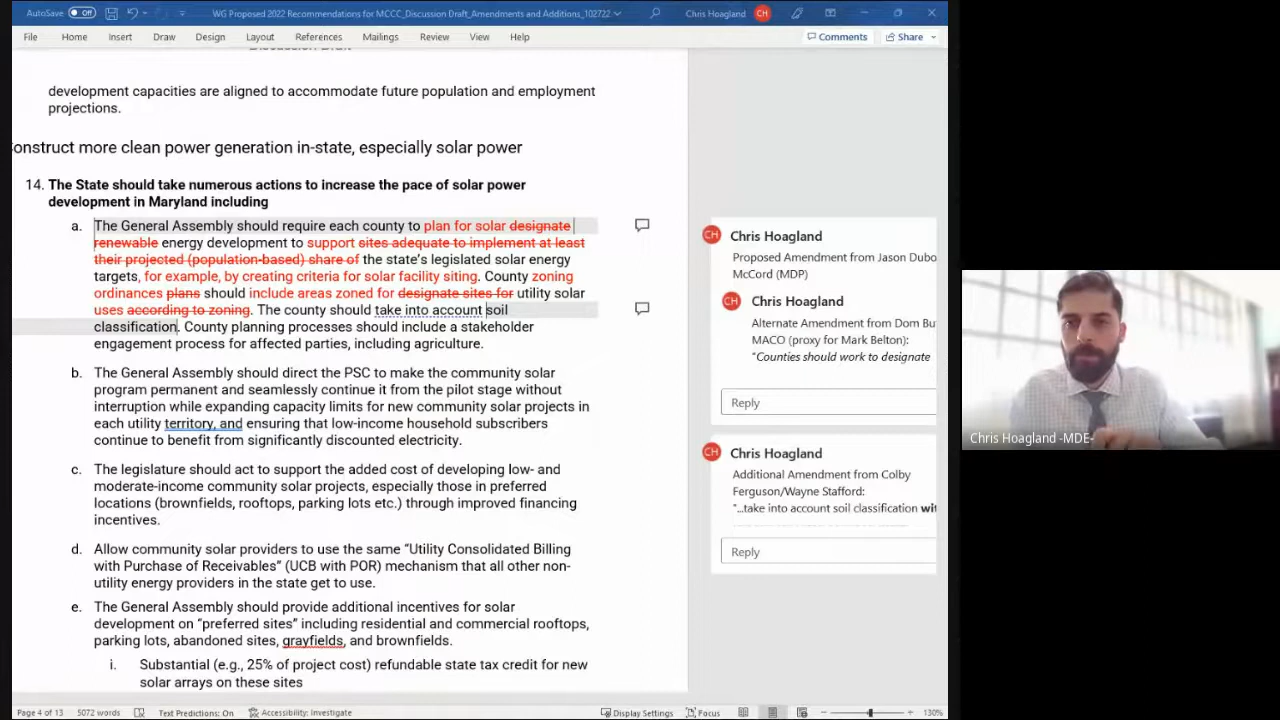 AutoSave Off WG Proposed 2022 Recommendations for MCCC_Discussion Draft_Amendments and Additions_102722 Chris Hoagland CH
File Home Insert Draw Design Layout References Mailings Review View Help Comments Share
development capacities are aligned to accommodate future population and employment
projections.
Construct more clean power generation in-state, especially solar power
14. The State should take numerous actions to increase the pace of solar power
development in Maryland including
a. The General Assembly should require each county to plan for solar designate
renewable energy development to support sites adequate to implement at least
their projected (population-based) share of the state's legislated solar energy
targets, for example, by creating criteria for solar facility siting. County zoning
ordinances plans should include areas zoned for designate sites for utility solar
uses according to zoning. The county should take into account soil
classification. County planning processes should include a stakeholder
engagement process for affected parties, including agriculture.
b. The General Assembly should direct the PSC to make the community solar
program permanent and seamlessly continue it from the pilot stage without
interruption while expanding capacity limits for new community solar projects in
each utility territory, and ensuring that low-income household subscribers
continue to benefit from significantly discounted electricity.
c. The legislature should act to support the added cost of developing low- and
moderate-income community solar projects, especially those in preferred
locations (brownfields, rooftops, parking lots etc.) through improved financing
incentives.
d. Allow community solar providers to use the same “Utility Consolidated Billing
with Purchase of Receivables” (UCB with POR) mechanism that all other non-
utility energy providers in the state get to use.
e. The General Assembly should provide additional incentives for solar
development on “preferred sites” including residential and commercial rooftops,
parking lots, abandoned sites, grayfields, and brownfields.
i. Substantial (e.g., 25% of project cost) refundable state tax credit for new
solar arrays on these sites
CH Chris Hoagland
Proposed Amendment from Jason Dubo
McCord (MDP)
CH Chris Hoagland
Alternate Amendment from Dom Bu
MACO (proxy for Mark Belton):
"Counties should work to designate
Reply
CH Chris Hoagland
Additional Amendment from Colby
Ferguson/Wayne Stafford:
"...take into account soil classification wit
Reply
Chris Hoagland -MDE-
Page 4 of 13 5072 words Text Predictions: On Accessibility: Investigate Display Settings Focus 130%